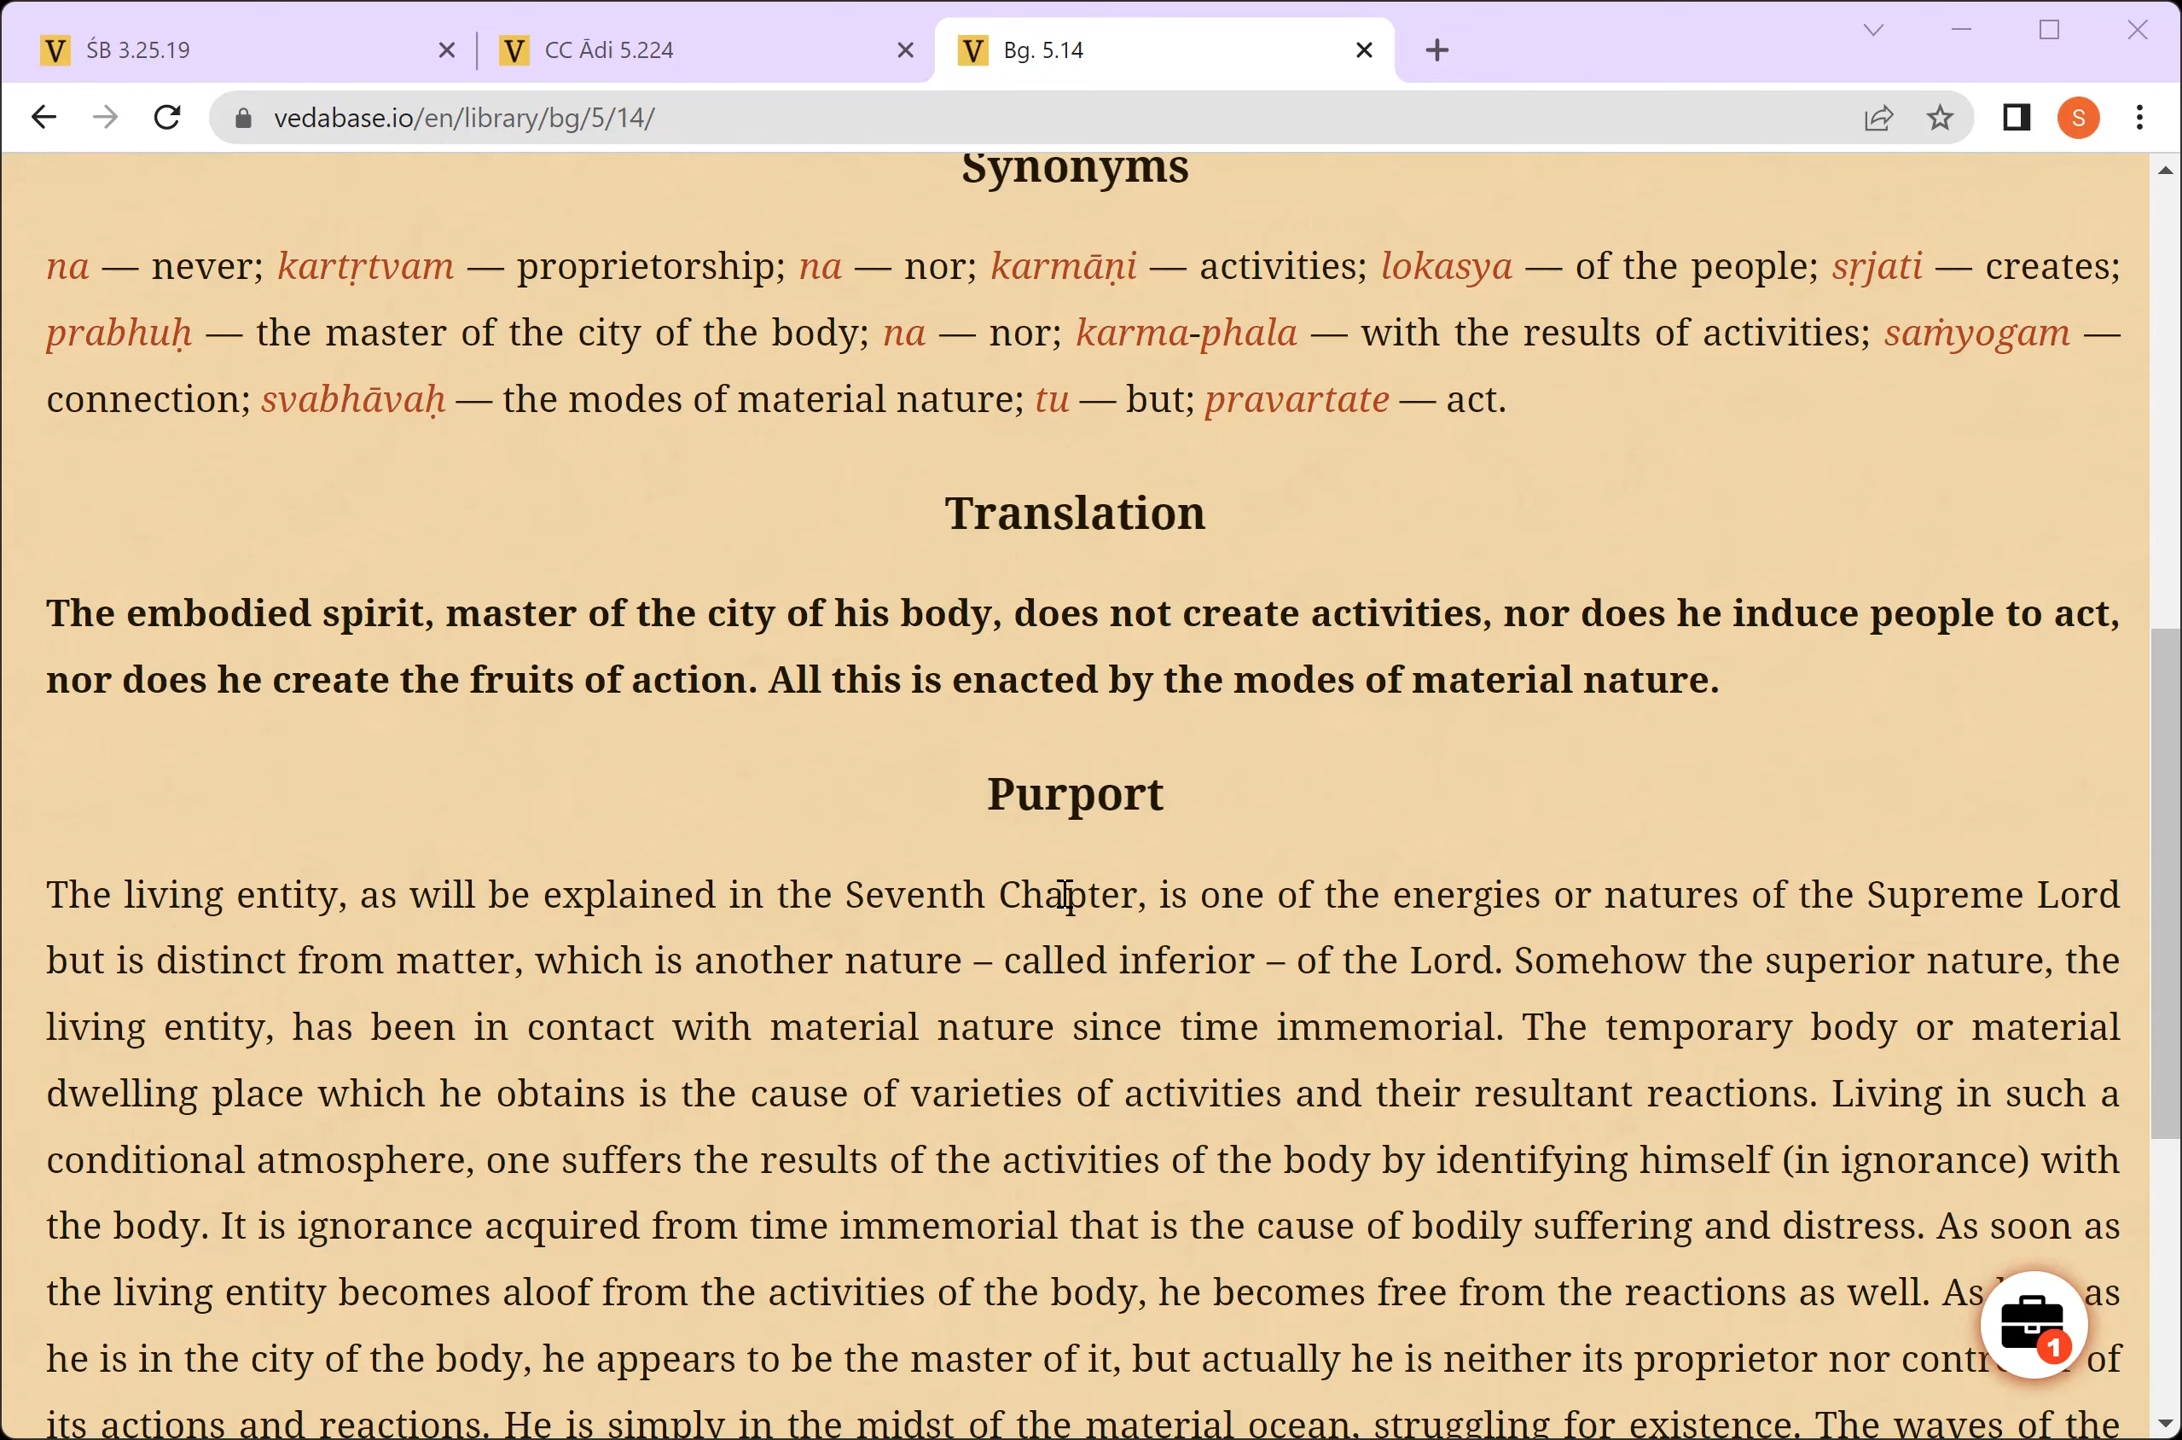 V ŚB 3.25.19
V CC Ādi 5.224
V Bg. 5.14
vedabase.io/en/library/bg/5/14/
S
Synonyms
na — never; kartṛtvam — proprietorship; na — nor; karmāṇi — activities; lokasya — of the people; sṛjati — creates;
prabhuḥ — the master of the city of the body; na — nor; karma-phala — with the results of activities; saṁyogam —
connection; svabhāvaḥ — the modes of material nature; tu — but; pravartate — act.
Translation
The embodied spirit, master of the city of his body, does not create activities, nor does he induce people to act,
nor does he create the fruits of action. All this is enacted by the modes of material nature.
Purport
The living entity, as will be explained in the Seventh Chapter, is one of the energies or natures of the Supreme Lord
but is distinct from matter, which is another nature – called inferior – of the Lord. Somehow the superior nature, the
living entity, has been in contact with material nature since time immemorial. The temporary body or material
dwelling place which he obtains is the cause of varieties of activities and their resultant reactions. Living in such a
conditional atmosphere, one suffers the results of the activities of the body by identifying himself (in ignorance) with
the body. It is ignorance acquired from time immemorial that is the cause of bodily suffering and distress. As soon as
the living entity becomes aloof from the activities of the body, he becomes free from the reactions as well. As as
he is in the city of the body, he appears to be the master of it, but actually he is neither its proprietor nor of
its actions and reactions. He is simply in the midst of the material ocean, struggling for existence. The waves of the
1